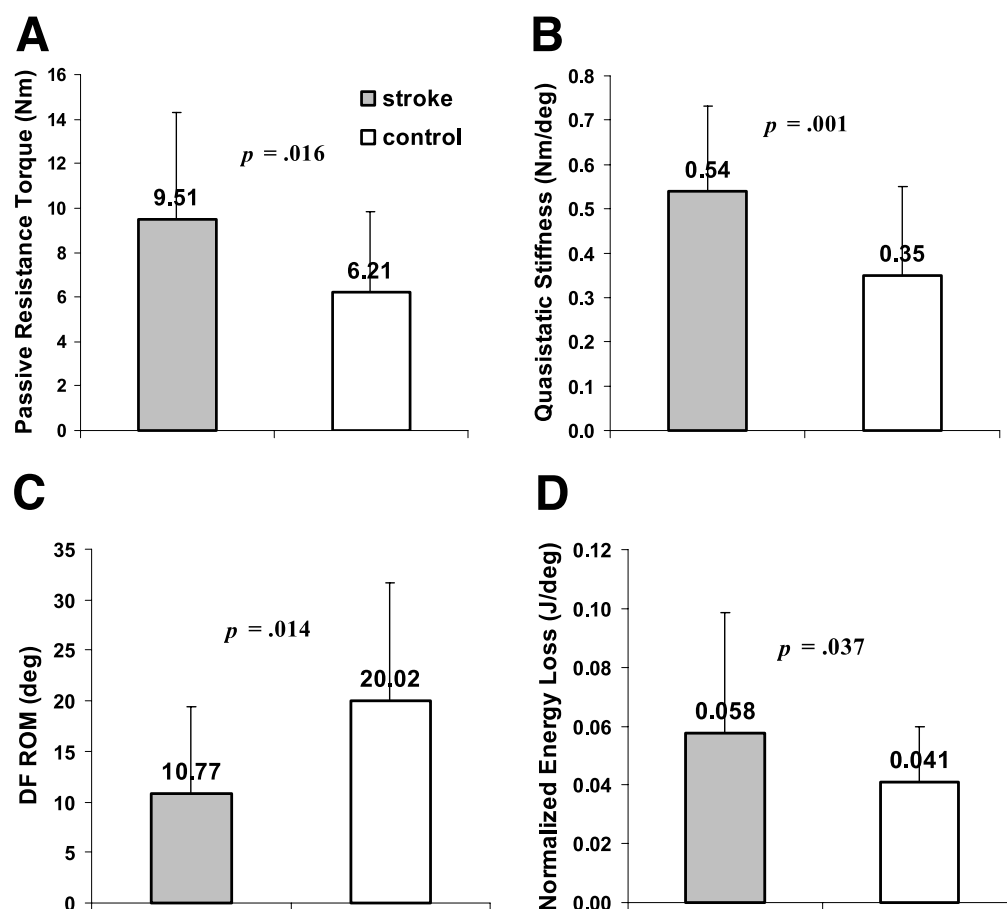 A
Passive Resistance Torque (Nm)
16
14
12
10
8
6
4
2
0
stroke
control
p = .016
9.51
6.21
B
Quasistatic Stiffness (Nm/deg)
0.8
0.7
0.6
0.5
0.4
0.3
0.2
0.1
0.0
p = .001
0.54
0.35
C
DF ROM (deg)
35
30
25
20
15
10
5
0
p = .014
10.77
20.02
D
Normalized Energy Loss (J/deg)
0.12
0.10
0.08
0.06
0.04
0.02
0.00
p = .037
0.058
0.041